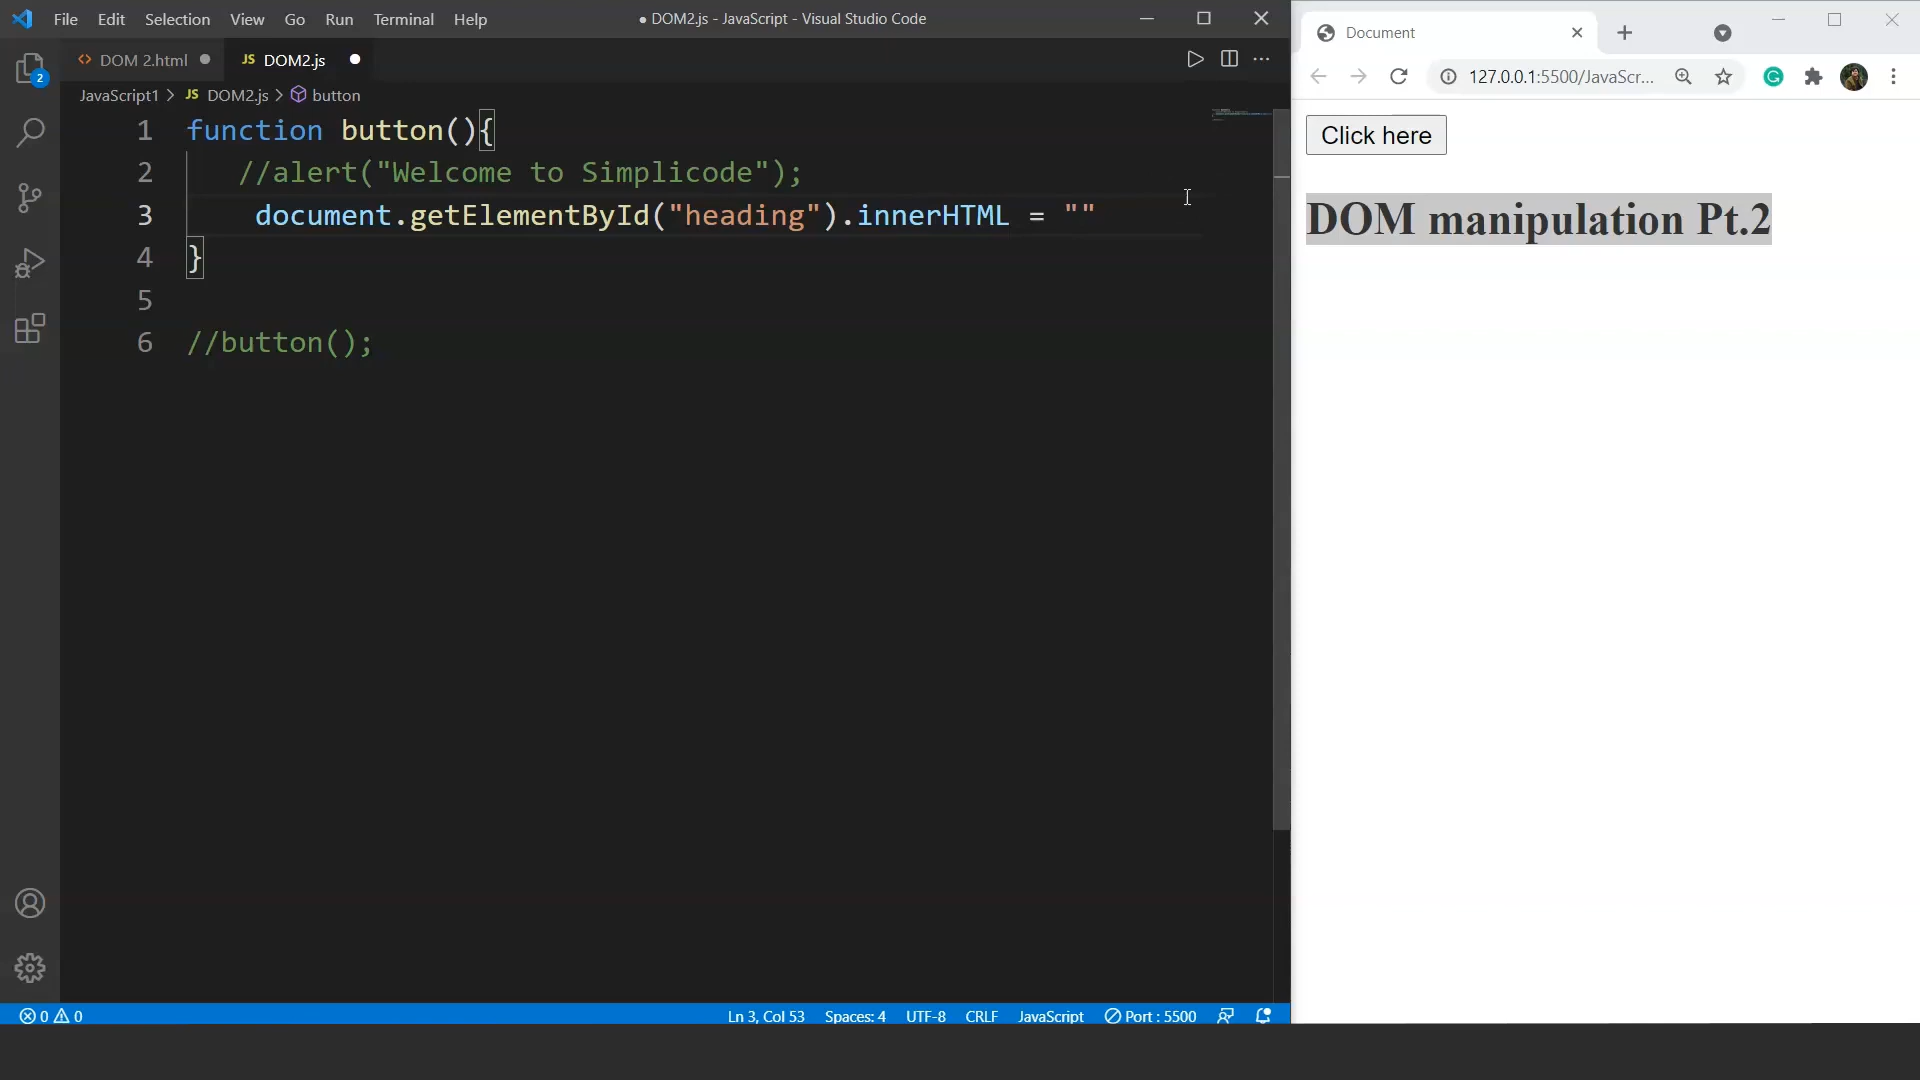 File Edit Selection View Go Run Terminal Help
● DOM2.js - JavaScript - Visual Studio Code
DOM 2.html
JS DOM2.js
JavaScript1 > JS DOM2.js > button
1 function button(){
2 //alert("Welcome to Simplicode");
3 document.getElementById("heading").innerHTML = ""
4 }
5
6 //button();
2
0 0
Ln 3, Col 53 Spaces: 4 UTF-8 CRLF JavaScript Port : 5500
Document
127.0.0.1:5500/JavaScr...
Click here
DOM manipulation Pt.2